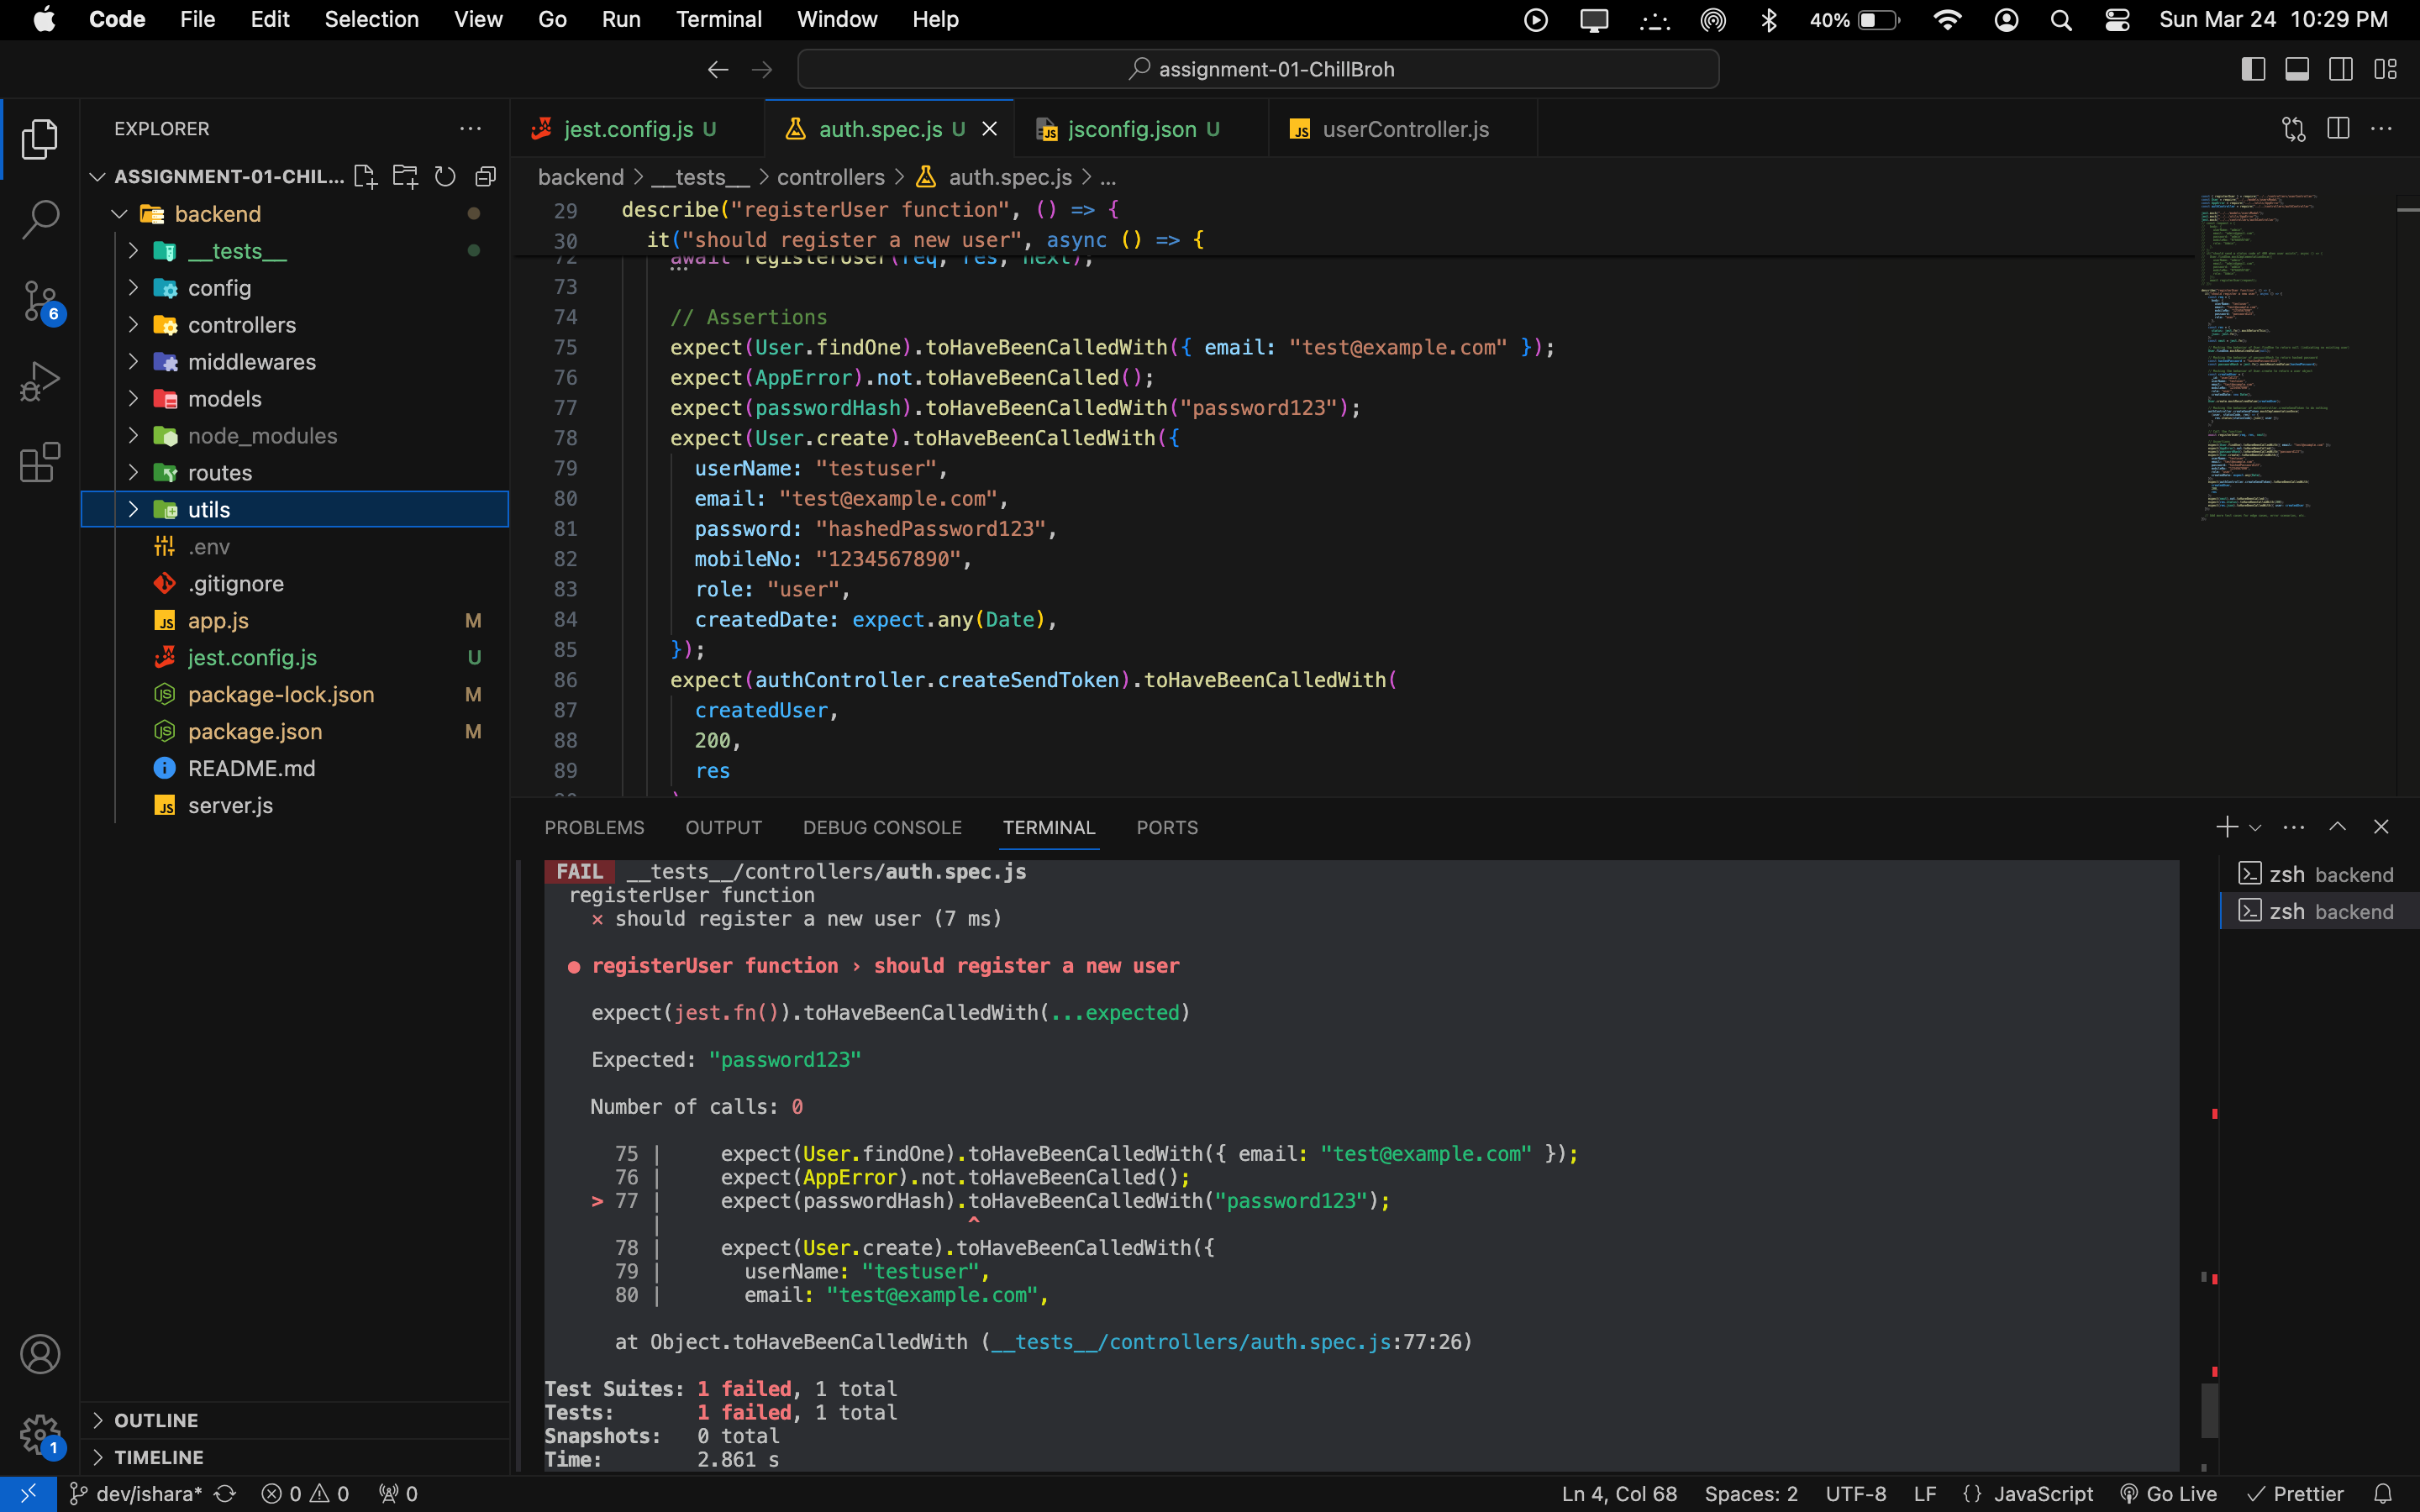 Code File Edit Selection View Go Run Terminal Window Help 40% Sun Mar 24 10:29 PM
assignment-01-ChillBroh
EXPLORER
ASSIGNMENT-01-CHIL...
backend
__tests__
config
controllers
middlewares
models
node_modules
routes
utils
.env
.gitignore
app.js M
jest.config.js U
package-lock.json M
package.json M
README.md
server.js
OUTLINE
TIMELINE
6
1
jest.config.js U auth.spec.js U jsconfig.json U userController.js
backend > __tests__ > controllers > auth.spec.js > ...
29 describe("registerUser function", () => {
30 it("should register a new user", async () => {
72 await registerUser(req, res, next);
73
74 // Assertions
75 expect(User.findOne).toHaveBeenCalledWith({ email: "test@example.com" });
76 expect(AppError).not.toHaveBeenCalled();
77 expect(passwordHash).toHaveBeenCalledWith("password123");
78 expect(User.create).toHaveBeenCalledWith({
79 userName: "testuser",
80 email: "test@example.com",
81 password: "hashedPassword123",
82 mobileNo: "1234567890",
83 role: "user",
84 createdDate: expect.any(Date),
85 });
86 expect(authController.createSendToken).toHaveBeenCalledWith(
87 createdUser,
88 200,
89 res
PROBLEMS OUTPUT DEBUG CONSOLE TERMINAL PORTS
zsh backend
zsh backend
FAIL __tests__/controllers/auth.spec.js
registerUser function
× should register a new user (7 ms)
● registerUser function › should register a new user
expect(jest.fn()).toHaveBeenCalledWith(...expected)
Expected: "password123"
Number of calls: 0
75 | expect(User.findOne).toHaveBeenCalledWith({ email: "test@example.com" });
76 | expect(AppError).not.toHaveBeenCalled();
> 77 | expect(passwordHash).toHaveBeenCalledWith("password123");
| ^
78 | expect(User.create).toHaveBeenCalledWith({
79 | userName: "testuser",
80 | email: "test@example.com",
at Object.toHaveBeenCalledWith (__tests__/controllers/auth.spec.js:77:26)
Test Suites: 1 failed, 1 total
Tests: 1 failed, 1 total
Snapshots: 0 total
Time: 2.861 s
dev/ishara* 0 0 0 Ln 4, Col 68 Spaces: 2 UTF-8 LF {} JavaScript Go Live Prettier